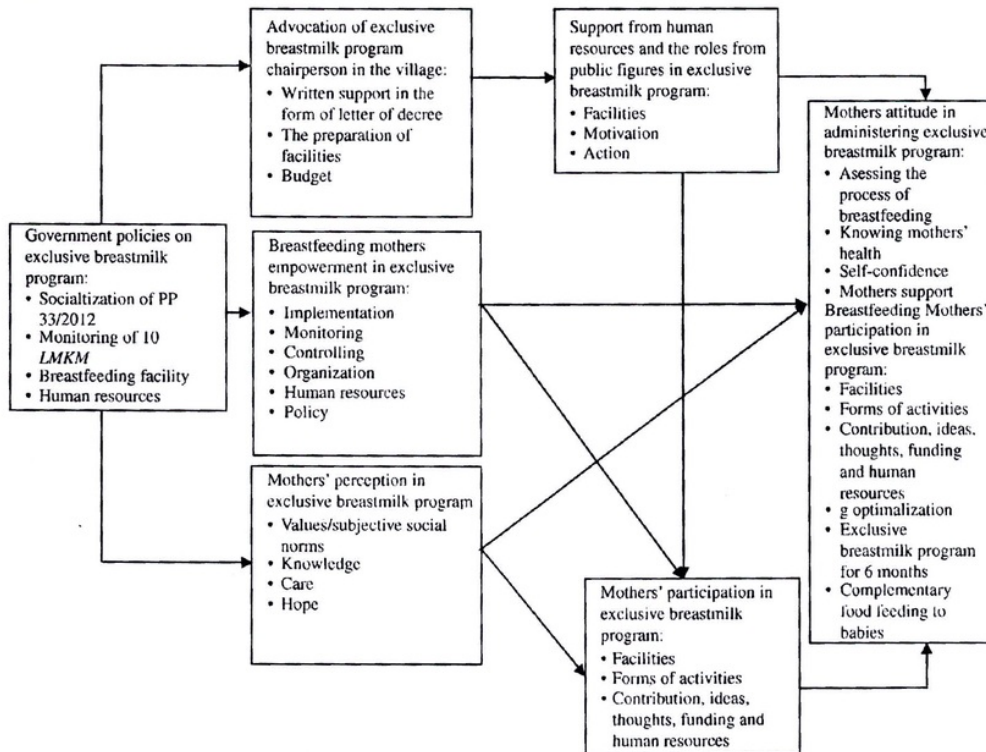 Advocation of exclusive
breastmilk program
chairperson in the village:
• Written support in the
form of letter of decree
• The preparation of
facilities
• Budget
Support from human
resources and the roles from
public figures in exclusive
breastmilk program:
• Facilities
• Motivation
• Action
Government policies on
exclusive breastmilk
program:
• Socialtization of PP
33/2012
• Monitoring of 10
LMKM
• Breastfeeding facility
• Human resources
Breastfeeding mothers
empowerment in exclusive
breastmilk program:
• Implementation
• Monitoring
• Controlling
• Organization
• Human resources
• Policy
Mothers' perception in
exclusive breastmilk program
• Values/subjective social
norms
• Knowledge
• Care
• Hope
Mothers attitude in
administering exclusive
breastmilk program:
• Asessing the
process of
breastfeeding
• Knowing mothers'
health
• Self-confidence
• Mothers support
Breastfeeding Mothers'
participation in
exclusive breastmilk
program:
• Facilities
• Forms of activities
• Contribution, ideas,
thoughts, funding
and human
resources
• g optimalization
• Exclusive
breastmilk program
for 6 months
• Complementary
food feeding to
babies
Mothers' participation in
exclusive breastmilk
program:
• Facilities
• Forms of activities
• Contribution, ideas,
thoughts, funding and
human resources